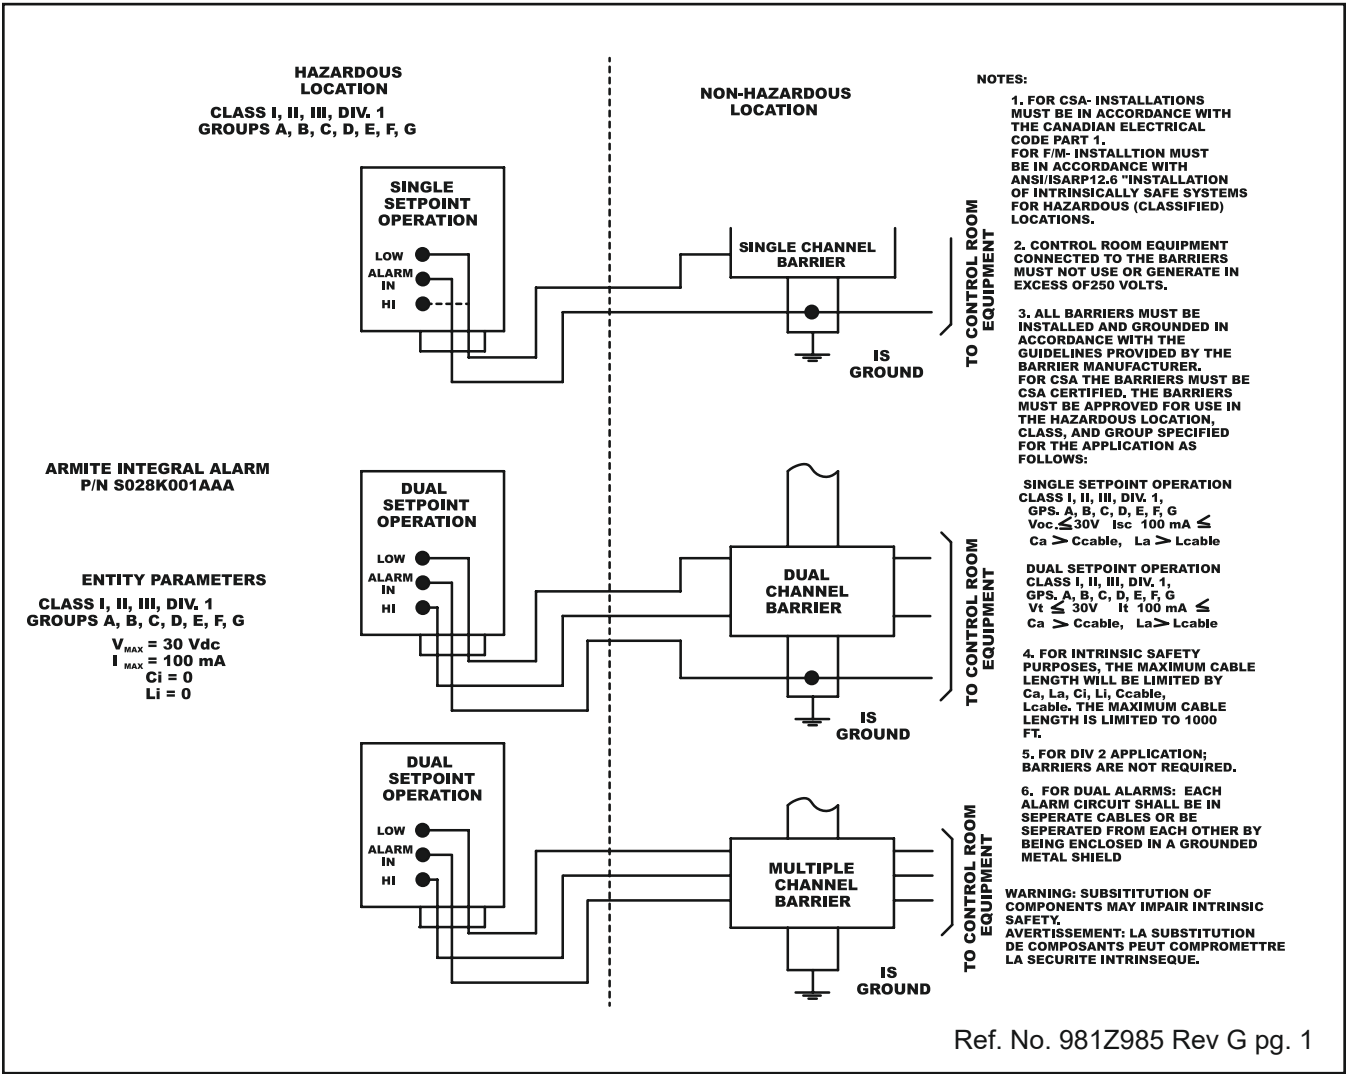 HAZARDOUS
LOCATION
CLASS I, II, III, DIV. 1
GROUPS A, B, C, D, E, F, G
NON-HAZARDOUS
LOCATION
SINGLE
SETPOINT
OPERATION
LOW
ALARM
IN
HI
SINGLE CHANNEL
BARRIER
IS
GROUND
TO CONTROL ROOM
EQUIPMENT
ARMITE INTEGRAL ALARM
P/N S028K001AAA
ENTITY PARAMETERS
CLASS I, II, III, DIV. 1
GROUPS A, B, C, D, E, F, G
VMAX = 30 Vdc
I MAX = 100 mA
Ci = 0
Li = 0
DUAL
SETPOINT
OPERATION
LOW
ALARM
IN
HI
DUAL
CHANNEL
BARRIER
IS
GROUND
TO CONTROL ROOM
EQUIPMENT
DUAL
SETPOINT
OPERATION
LOW
ALARM
IN
HI
MULTIPLE
CHANNEL
BARRIER
IS
GROUND
TO CONTROL ROOM
EQUIPMENT
NOTES:
1. FOR CSA- INSTALLATIONS
MUST BE IN ACCORDANCE WITH
THE CANADIAN ELECTRICAL
CODE PART 1.
FOR F/M- INSTALLTION MUST
BE IN ACCORDANCE WITH
ANSI/ISARP12.6 "INSTALLATION
OF INTRINSICALLY SAFE SYSTEMS
FOR HAZARDOUS (CLASSIFIED)
LOCATIONS.
2. CONTROL ROOM EQUIPMENT
CONNECTED TO THE BARRIERS
MUST NOT USE OR GENERATE IN
EXCESS OF250 VOLTS.
3. ALL BARRIERS MUST BE
INSTALLED AND GROUNDED IN
ACCORDANCE WITH THE
GUIDELINES PROVIDED BY THE
BARRIER MANUFACTURER.
FOR CSA THE BARRIERS MUST BE
CSA CERTIFIED. THE BARRIERS
MUST BE APPROVED FOR USE IN
THE HAZARDOUS LOCATION,
CLASS, AND GROUP SPECIFIED
FOR THE APPLICATION AS
FOLLOWS:
SINGLE SETPOINT OPERATION
CLASS I, II, III, DIV. 1,
GPS. A, B, C, D, E, F, G
Voc.≤30V Isc 100 mA ≤
Ca > Ccable, La > Lcable
DUAL SETPOINT OPERATION
CLASS I, II, III, DIV. 1,
GPS. A, B, C, D, E, F, G
Vt ≤ 30V It 100 mA ≤
Ca > Ccable, La> Lcable
4. FOR INTRINSIC SAFETY
PURPOSES, THE MAXIMUM CABLE
LENGTH WILL BE LIMITED BY
Ca, La, Ci, Li, Ccable,
Lcable. THE MAXIMUM CABLE
LENGTH IS LIMITED TO 1000
FT.
5. FOR DIV 2 APPLICATION;
BARRIERS ARE NOT REQUIRED.
6. FOR DUAL ALARMS: EACH
ALARM CIRCUIT SHALL BE IN
SEPERATE CABLES OR BE
SEPERATED FROM EACH OTHER BY
BEING ENCLOSED IN A GROUNDED
METAL SHIELD
WARNING: SUBSITITUTION OF
COMPONENTS MAY IMPAIR INTRINSIC
SAFETY.
AVERTISSEMENT: LA SUBSTITUTION
DE COMPOSANTS PEUT COMPROMETTRE
LA SECURITE INTRINSEQUE.
Ref. No. 981Z985 Rev G pg. 1